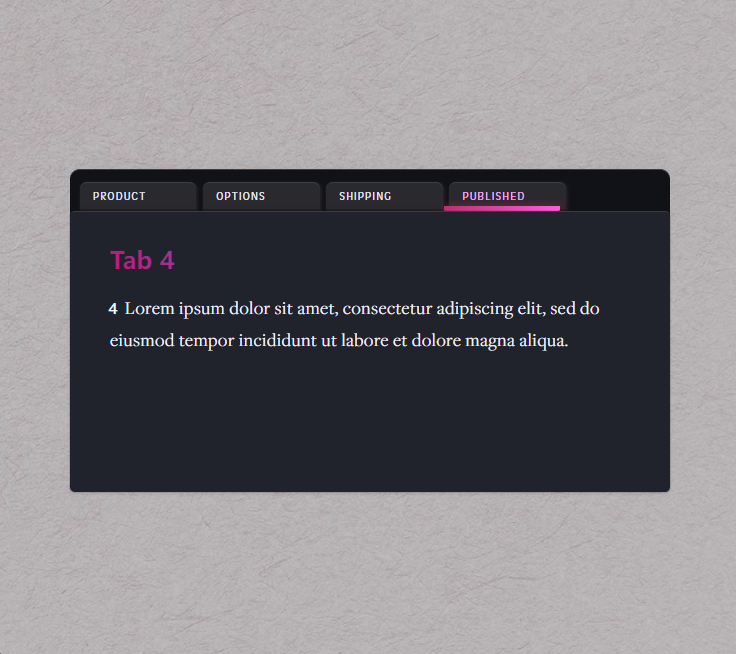 PRODUCT OPTIONS SHIPPING PUBLISHED
Tab 4
4 Lorem ipsum dolor sit amet, consectetur adipiscing elit, sed do
eiusmod tempor incididunt ut labore et dolore magna aliqua.